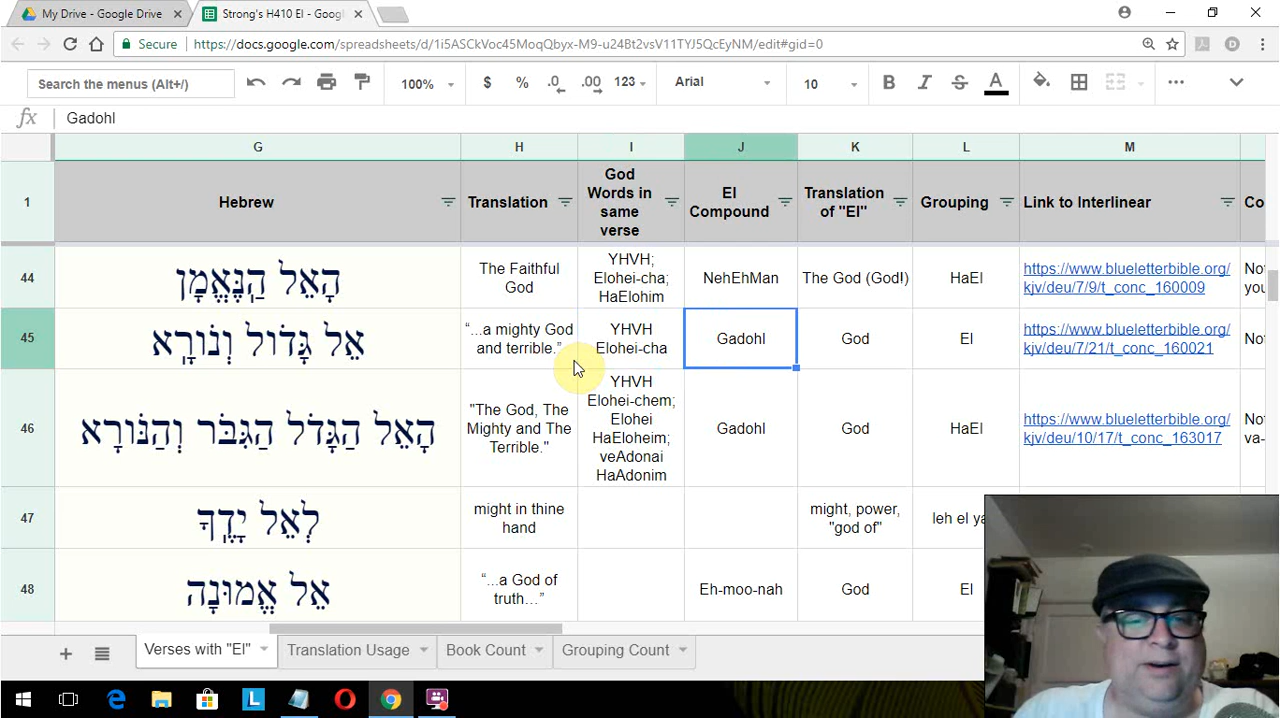 My Drive - Google Drive
Strong's H410 El - Googl
Secure
https://docs.google.com/spreadsheets/d/1i5ASCkVoc45MoqQbyx-M9-u24Bt2vsV11TYJ5QcEyNM/edit#gid=0
D
Search the menus (Alt+/)
100%
$
%
.0
.00
123
Arial
10
B
I
S
A
fx
Gadohl
G
H
I
J
K
L
M
1
Hebrew
Translation
God
Words in
same
verse
El
Compound
Translation
of "El"
Grouping
Link to Interlinear
Co
44
הָאֵל הַנֶּאֱמָן
The Faithful
God
YHVH;
Elohei-cha;
HaElohim
NehEhMan
The God (God!)
HaEl
https://www.blueletterbible.org/
kjv/deu/7/9/t_conc_160009
Not
you
45
אֵל גָּדוֹל וְנוֹרָא
“...a mighty God
and terrible.”
YHVH
Elohei-cha
Gadohl
God
El
https://www.blueletterbible.org/
kjv/deu/7/21/t_conc_160021
Not
46
הָאֵל הַגָּדֹל הַגִּבֹּר וְהַנּוֹרָא
"The God, The
Mighty and The
Terrible."
YHVH
Elohei-chem;
Elohei
HaEloheim;
veAdonai
HaAdonim
Gadohl
God
HaEl
https://www.blueletterbible.org/
kjv/deu/10/17/t_conc_163017
Not
va-
47
לְאֵל יָדֶךָ
might in thine
hand
might, power,
"god of"
leh el ya
48
אֵל אֱמוּנָה
“...a God of
truth…”
Eh-moo-nah
God
El
Verses with "El"
Translation Usage
Book Count
Grouping Count
L